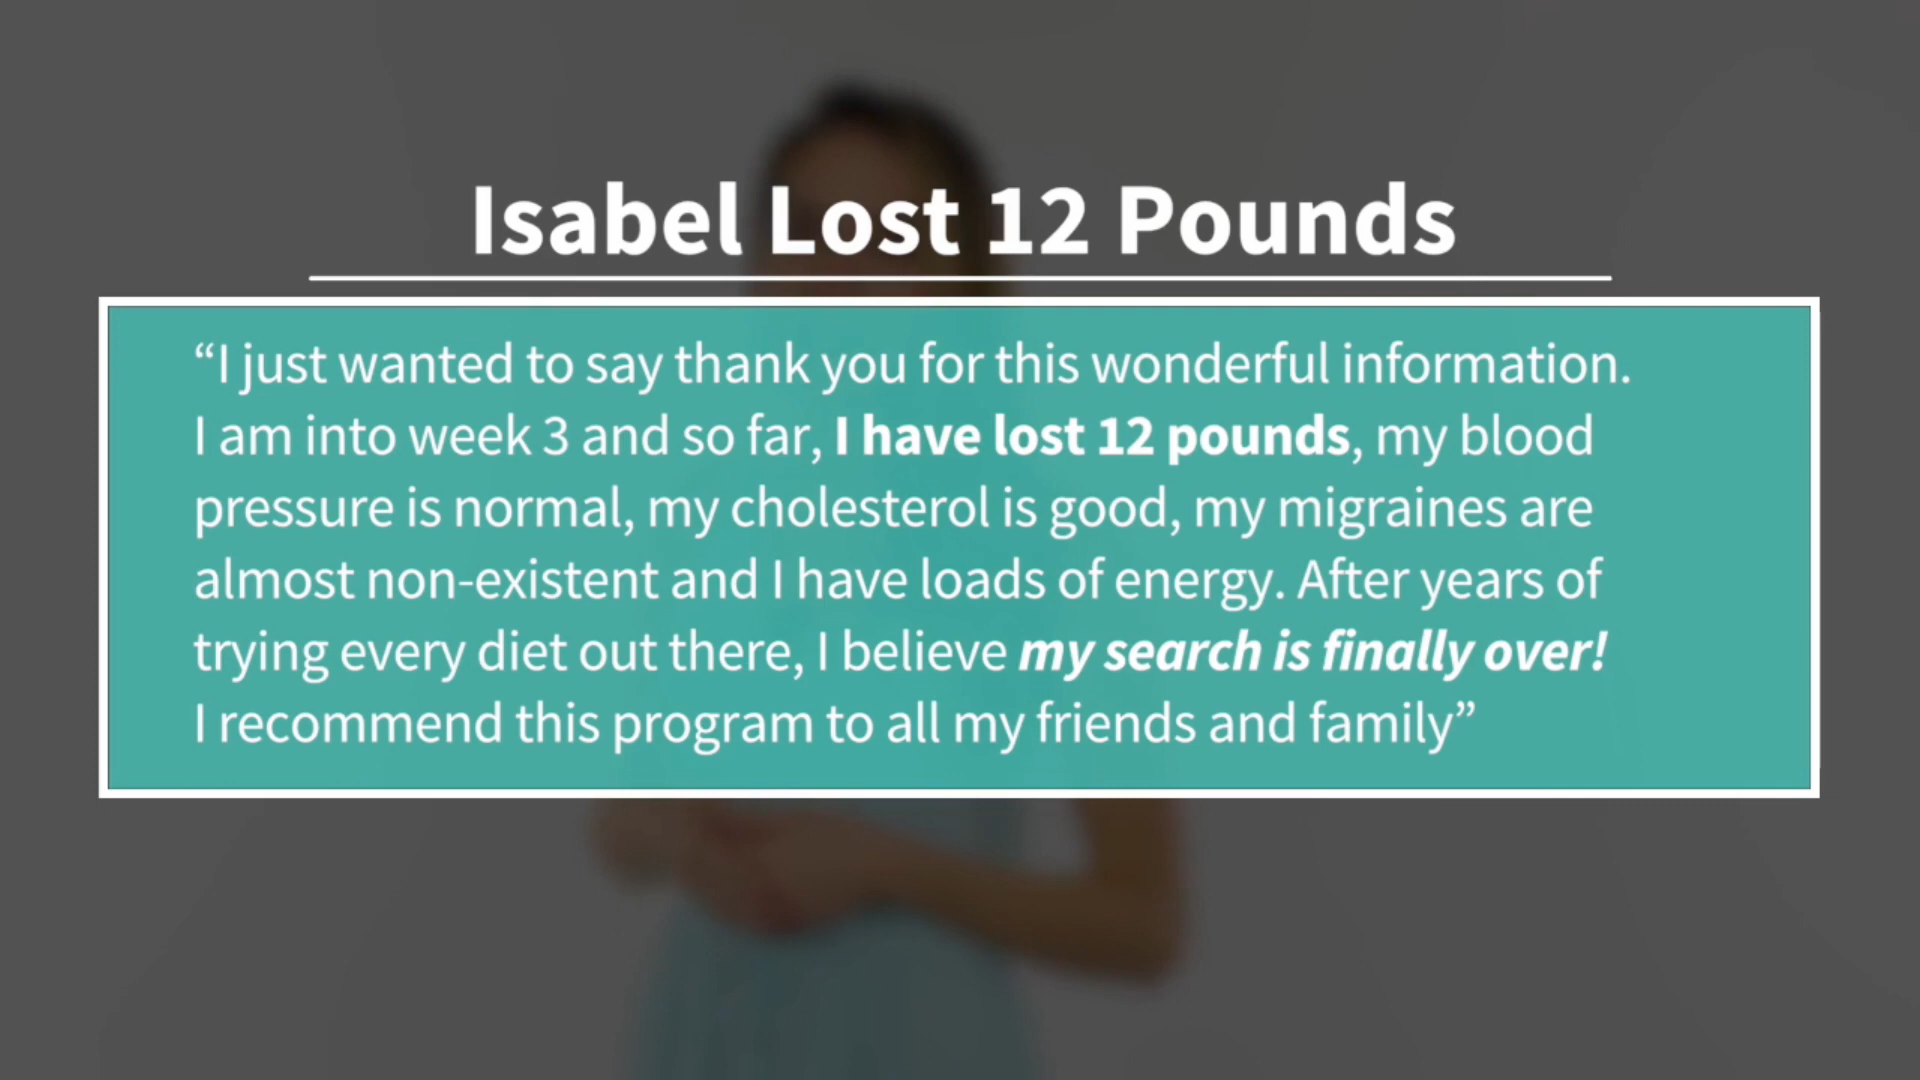 Isabel Lost 12 Pounds
“I just wanted to say thank you for this wonderful information.
I am into week 3 and so far, I have lost 12 pounds, my blood
pressure is normal, my cholesterol is good, my migraines are
almost non-existent and I have loads of energy. After years of
trying every diet out there, I believe my search is finally over!
I recommend this program to all my friends and family”